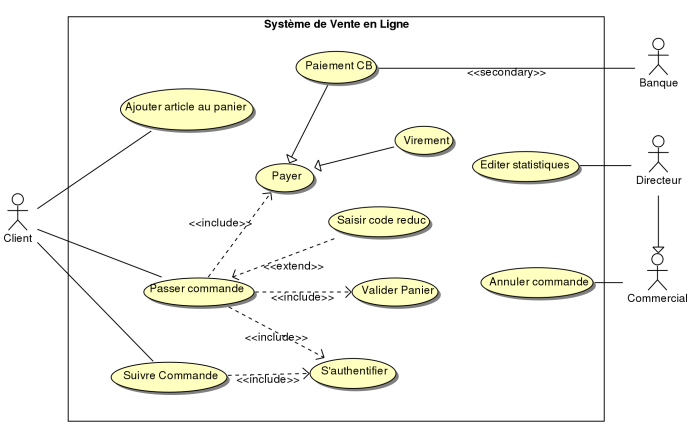 Système de Vente en Ligne
Paiement CB
<<secondary>>
Banque
Ajouter article au panier
Virement
Editer statistiques
Directeur
Payer
Client
<<include>>
Saisir code reduc
<<extend>>
Passer commande
<<include>>
Valider Panier
Annuler commande
Commercial
<<include>>
Suivre Commande
<<include>>
S'authentifier